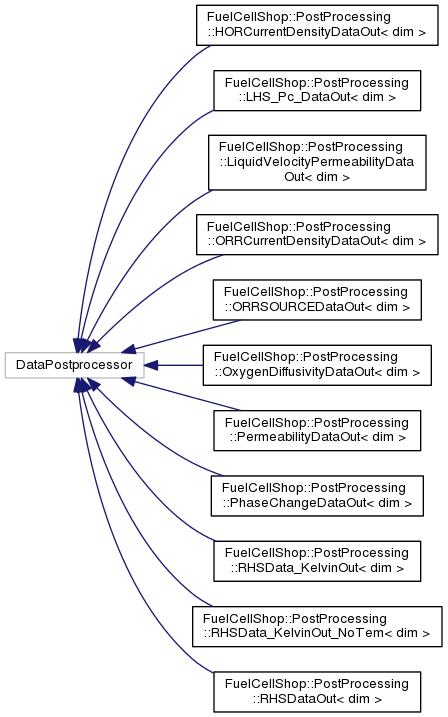 FuelCellShop::PostProcessing
::HORCurrentDensityDataOut< dim >
FuelCellShop::PostProcessing
::LHS_Pc_DataOut< dim >
FuelCellShop::PostProcessing
::LiquidVelocityPermeabilityData
Out< dim >
FuelCellShop::PostProcessing
::ORRCurrentDensityDataOut< dim >
FuelCellShop::PostProcessing
::ORRSOURCEDataOut< dim >
DataPostprocessor
FuelCellShop::PostProcessing
::OxygenDiffusivityDataOut< dim >
FuelCellShop::PostProcessing
::PermeabilityDataOut< dim >
FuelCellShop::PostProcessing
::PhaseChangeDataOut< dim >
FuelCellShop::PostProcessing
::RHSData_KelvinOut< dim >
FuelCellShop::PostProcessing
::RHSData_KelvinOut_NoTem< dim >
FuelCellShop::PostProcessing
::RHSDataOut< dim >